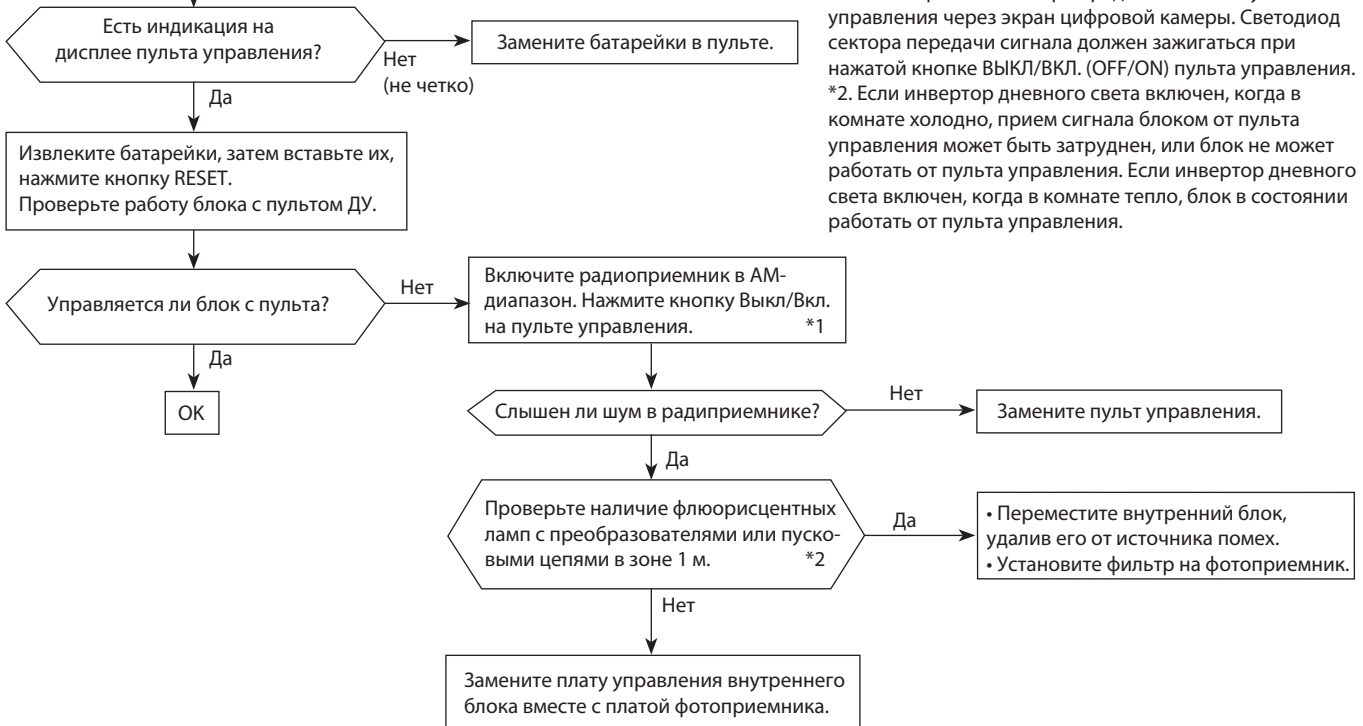 Есть индикация на
дисплее пульта управления?
Нет
(не четко)
Замените батарейки в пульте.
Да
Извлеките батарейки, затем вставьте их,
нажмите кнопку RESET.
Проверьте работу блока с пультом ДУ.
управления через экран цифровой камеры. Светодиод
сектора передачи сигнала должен зажигаться при
нажатой кнопке ВЫКЛ/ВКЛ. (OFF/ON) пульта управления.
*2. Если инвертор дневного света включен, когда в
комнате холодно, прием сигнала блоком от пульта
управления может быть затруднен, или блок не может
работать от пульта управления. Если инвертор дневного
света включен, когда в комнате тепло, блок в состоянии
работать от пульта управления.
Управляется ли блок с пульта?
Нет
Включите радиоприемник в АМ-
диапазон. Нажмите кнопку Выкл/Вкл.
на пульте управления. *1
Да
OK
Слышен ли шум в радиприемнике?
Нет
Замените пульт управления.
Да
Проверьте наличие флюорисцентных
ламп с преобразователями или пуско-
выми цепями в зоне 1 м. *2
Да
• Переместите внутренний блок,
удалив его от источника помех.
• Установите фильтр на фотоприемник.
Нет
Замените плату управления внутреннего
блока вместе с платой фотоприемника.